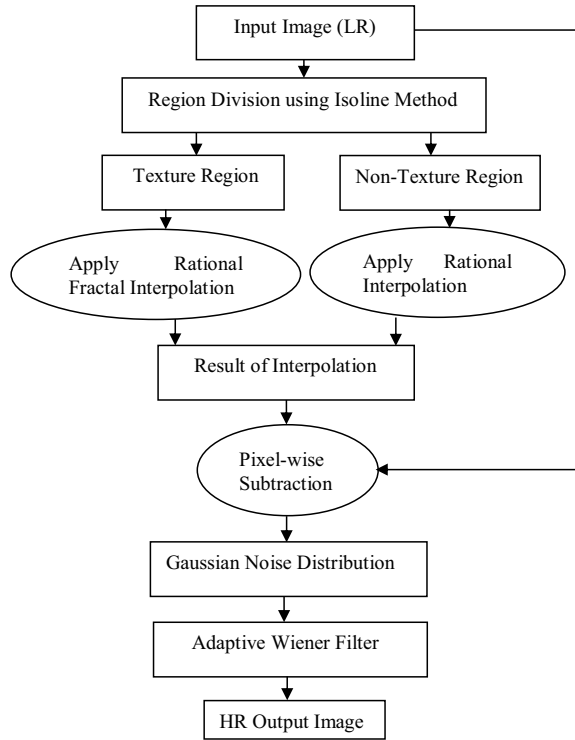 Input Image (LR)
Region Division using Isoline Method
Texture Region
Non-Texture Region
Apply Rational
Fractal Interpolation
Apply Rational
Interpolation
Result of Interpolation
Pixel-wise
Subtraction
Gaussian Noise Distribution
Adaptive Wiener Filter
HR Output Image